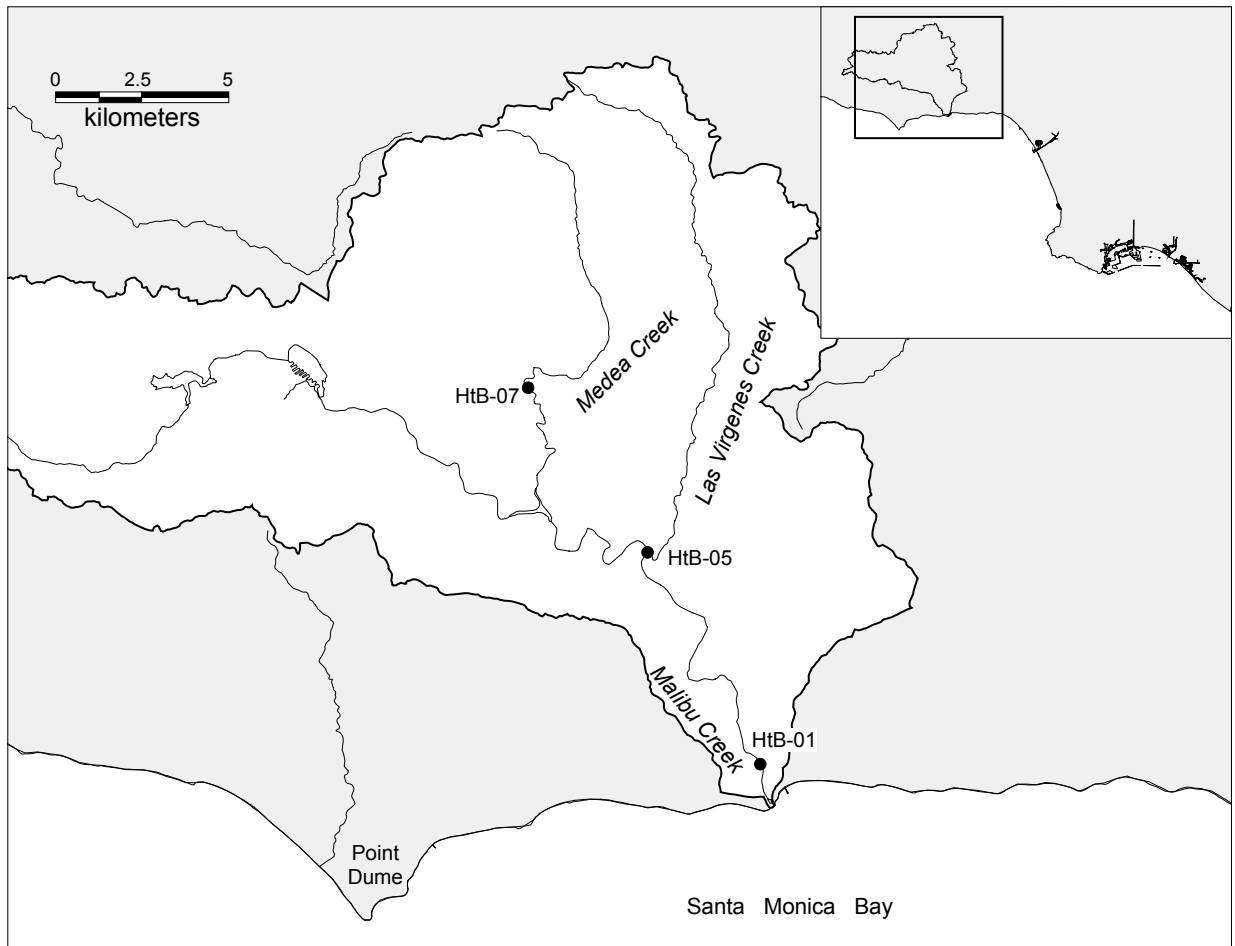 0 2.5 5
kilometers
Medea Creek
Las Virgenes Creek
HtB-07
HtB-05
Malibu Creek
HtB-01
Point
Dume
Santa Monica Bay